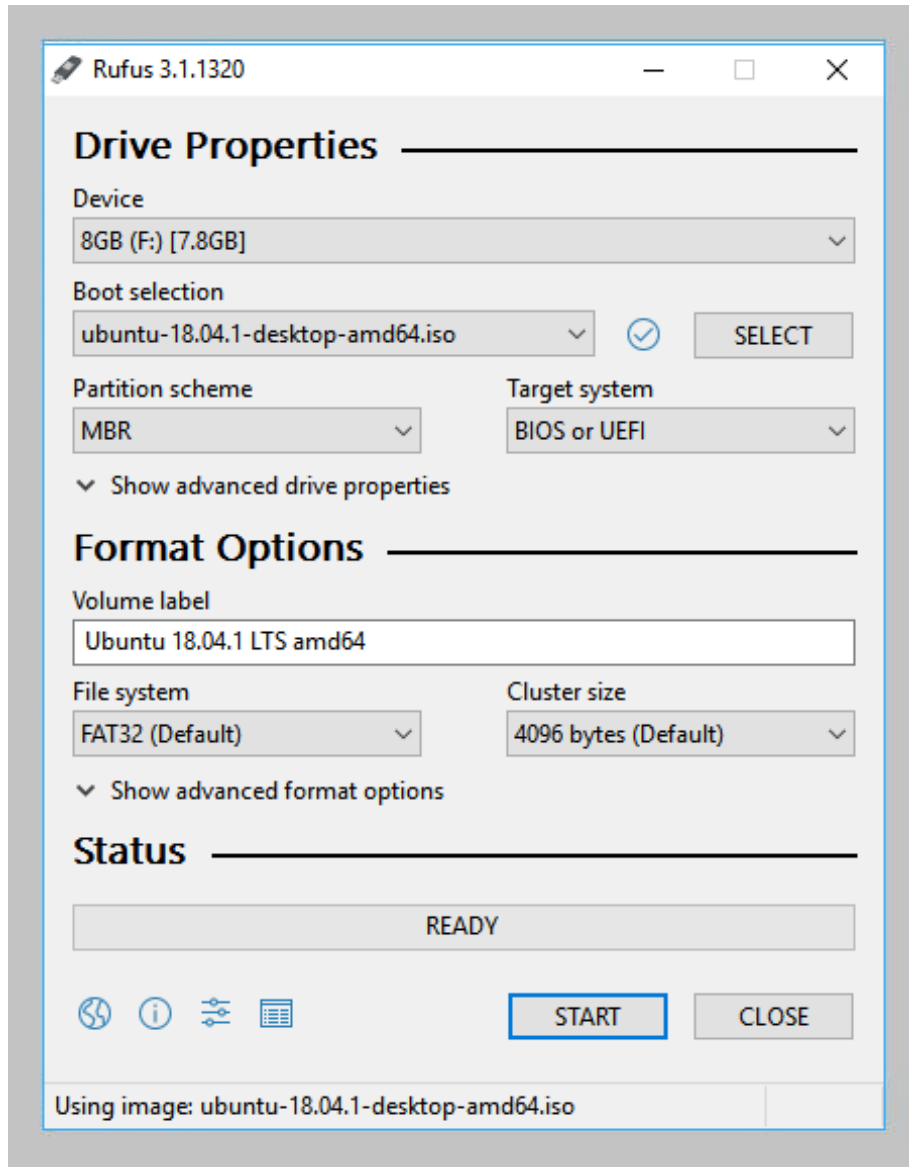 Rufus 3.1.1320
Drive Properties
Device
8GB (F:) [7.8GB]
Boot selection
ubuntu-18.04.1-desktop-amd64.iso
SELECT
Partition scheme
Target system
MBR
BIOS or UEFI
Show advanced drive properties
Format Options
Volume label
Ubuntu 18.04.1 LTS amd64
File system
Cluster size
FAT32 (Default)
4096 bytes (Default)
Show advanced format options
Status
READY
START
CLOSE
Using image: ubuntu-18.04.1-desktop-amd64.iso